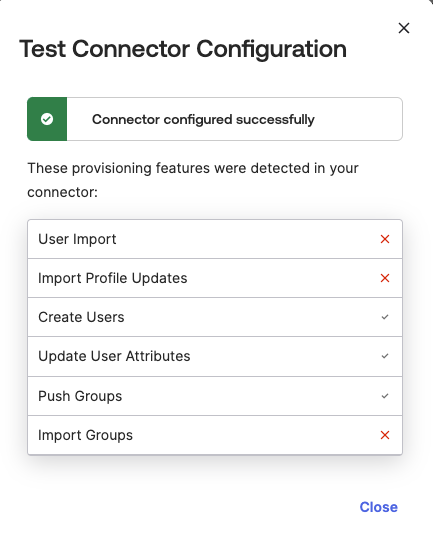 Test Connector Configuration
Connector configured successfully
These provisioning features were detected in your
connector:
User Import
Import Profile Updates
Create Users
Update User Attributes
Push Groups
Import Groups
Close